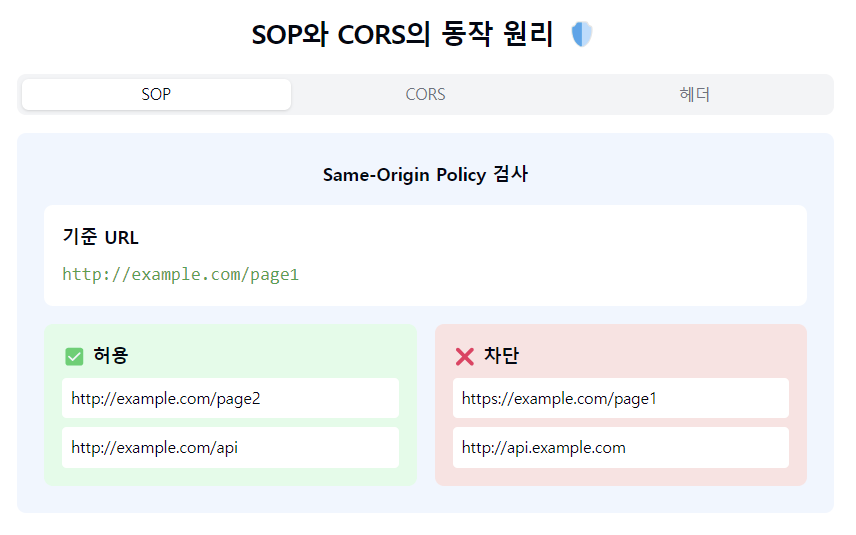 SOP와 CORS의 동작 원리
SOP
CORS
헤더
Same-Origin Policy 검사
기준 URL
http://example.com/page1
허용
http://example.com/page2
http://example.com/api
차단
https://example.com/page1
http://api.example.com